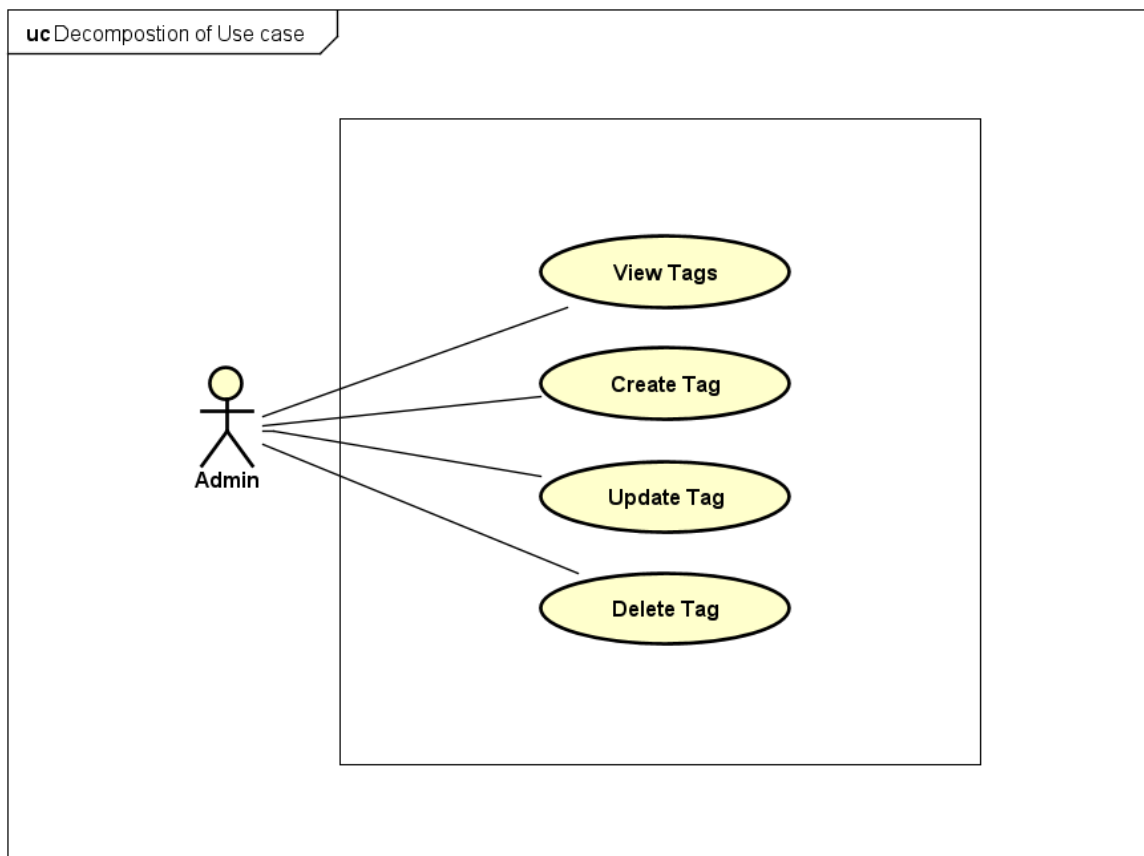 uc Decompostion of Use case
View Tags
Create Tag
Admin
Update Tag
Delete Tag